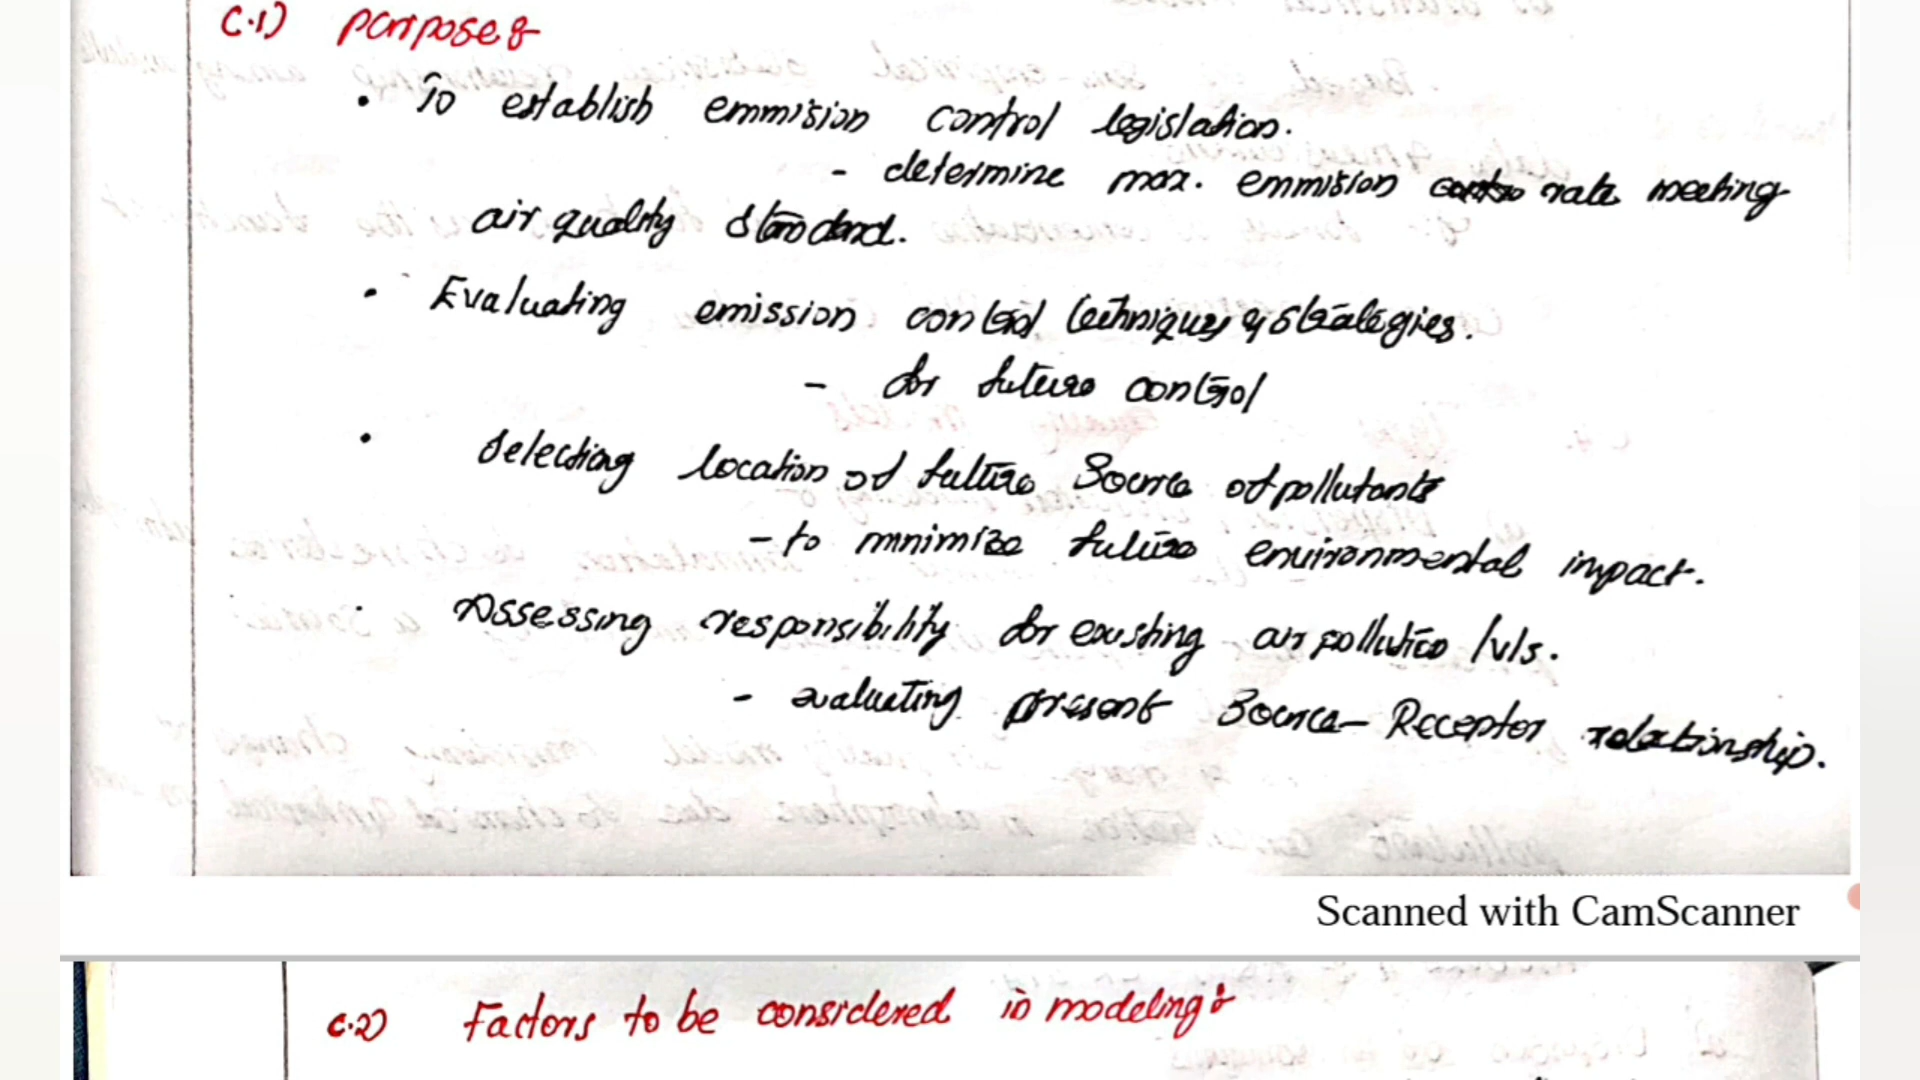 C.1) purpose :-
• To establish emmision control legislation.
- determine max. emmision rate meeting
air quality standard.
• Evaluating emission control techniques & strategies.
- for future control
• Selecting location of future source of pollutants
- to minimize future environmental impact.
• Assessing responsibility for existing air pollution lvls.
- evaluating present source - Receptor relationship.
Scanned with CamScanner
C.2) Factors to be considered in modeling :-